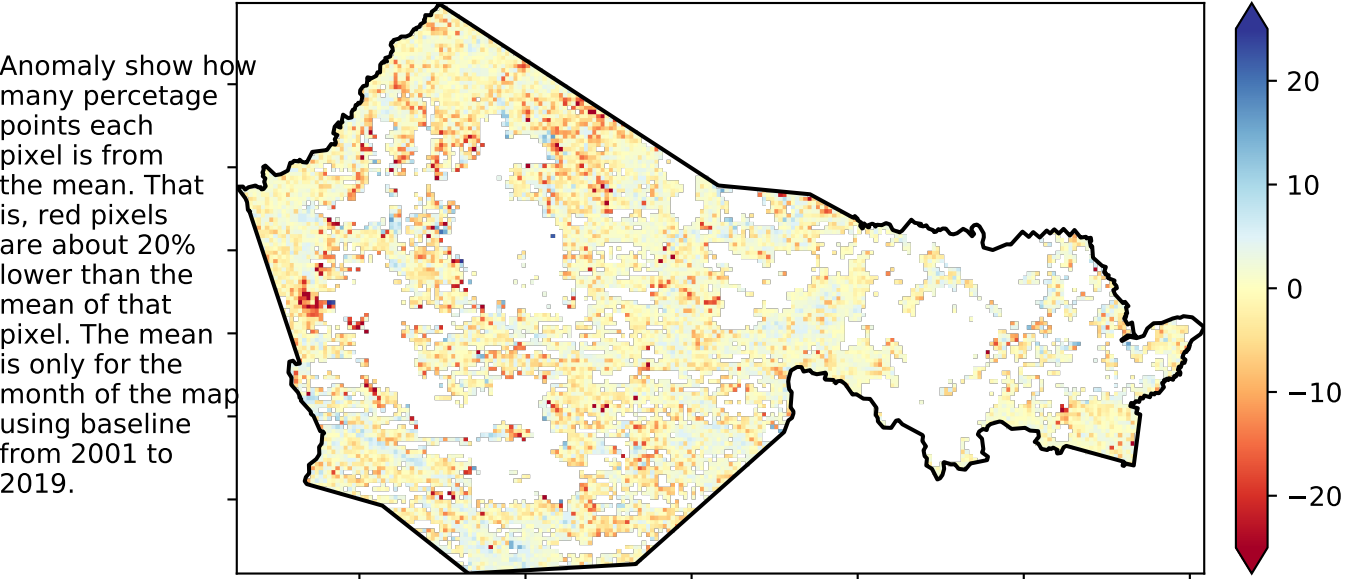 Anomaly show how
many percetage
points each
pixel is from
the mean. That
is, red pixels
are about 20%
lower than the
mean of that
pixel. The mean
is only for the
month of the map
using baseline
from 2001 to
2019.
20
10
0
−10
−20